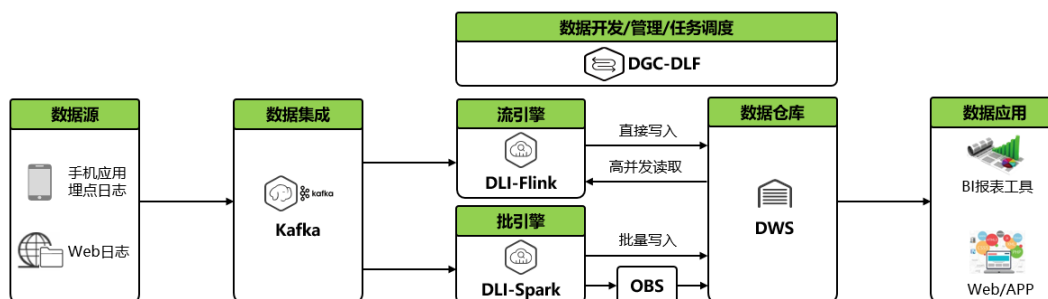 数据开发/管理/任务调度
DGC-DLF
数据源
手机应用
埋点日志
Web日志
数据集成
kafka
Kafka
流引擎
DLI-Flink
批引擎
DLI-Spark
直接写入
高并发读取
批量写入
OBS
数据仓库
DWS
数据应用
BI报表工具
Web/APP